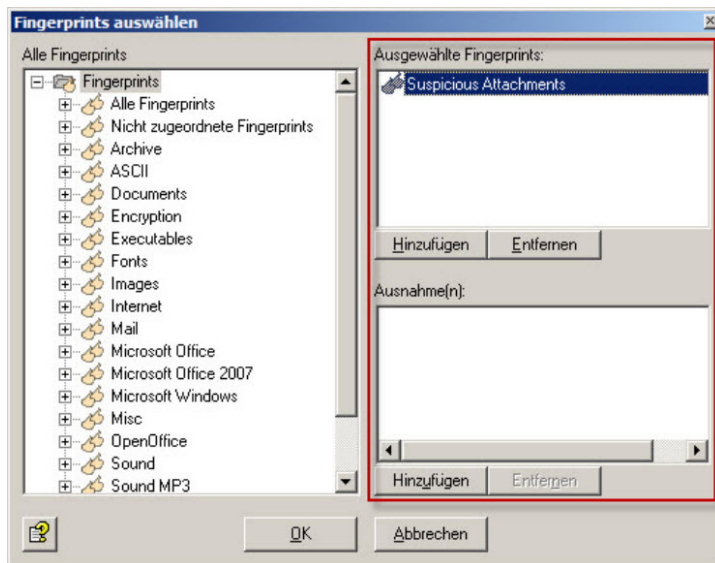 Fingerprints auswählen
Alle Fingerprints
Fingerprints
Alle Fingerprints
Nicht zugeordnete Fingerprints
Archive
ASCII
Documents
Encryption
Executables
Fonts
Images
Internet
Mail
Microsoft Office
Microsoft Office 2007
Microsoft Windows
Misc
OpenOffice
Sound
Sound MP3
Ausgewählte Fingerprints:
Suspicious Attachments
Hinzufügen Entfernen
Ausnahme(n):
Hinzufügen Entfernen
OK Abbrechen